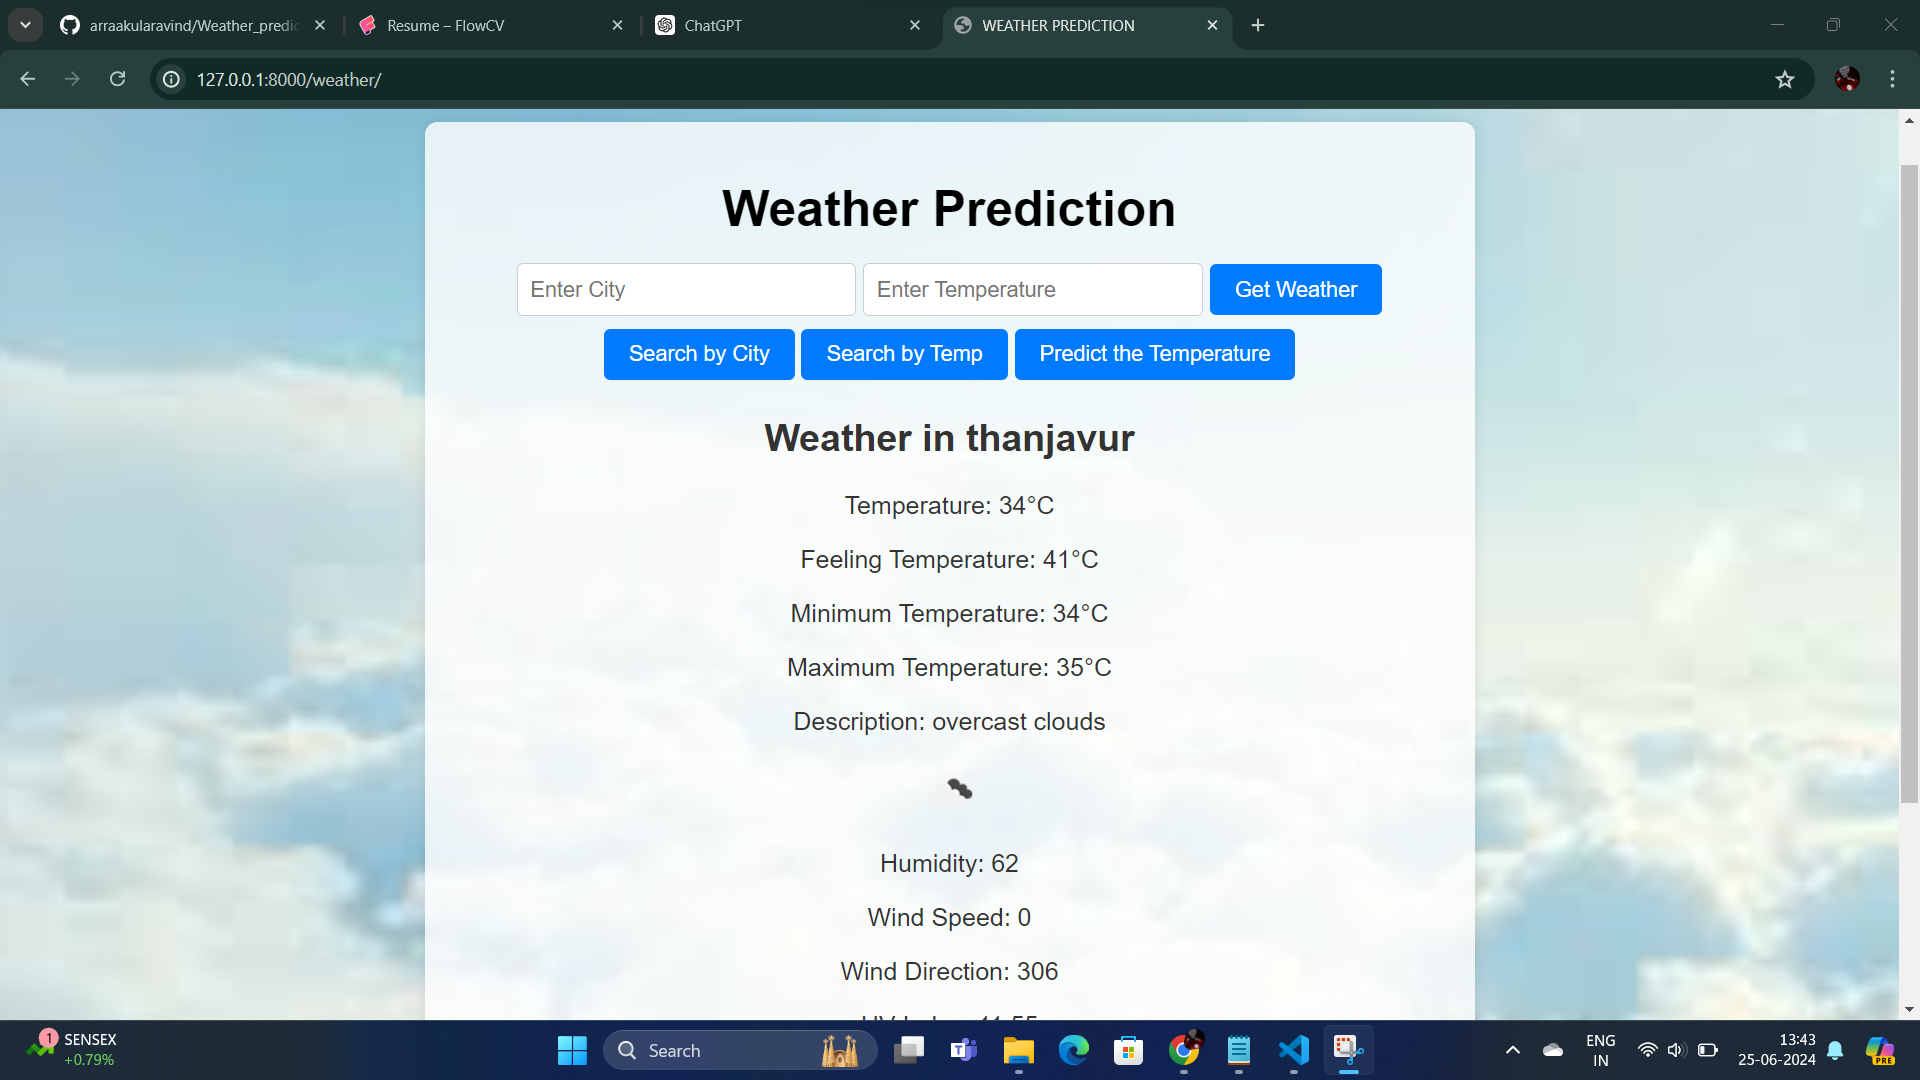 arraakularavind/Weather_predic
Resume – FlowCV
ChatGPT
WEATHER PREDICTION
127.0.0.1:8000/weather/
Weather Prediction
Enter City
Enter Temperature
Get Weather
Search by City
Search by Temp
Predict the Temperature
Weather in thanjavur
Temperature: 34°C
Feeling Temperature: 41°C
Minimum Temperature: 34°C
Maximum Temperature: 35°C
Description: overcast clouds
Humidity: 62
Wind Speed: 0
Wind Direction: 306
1
SENSEX
+0.79%
Search
ENG
IN
13:43
25-06-2024
PRE